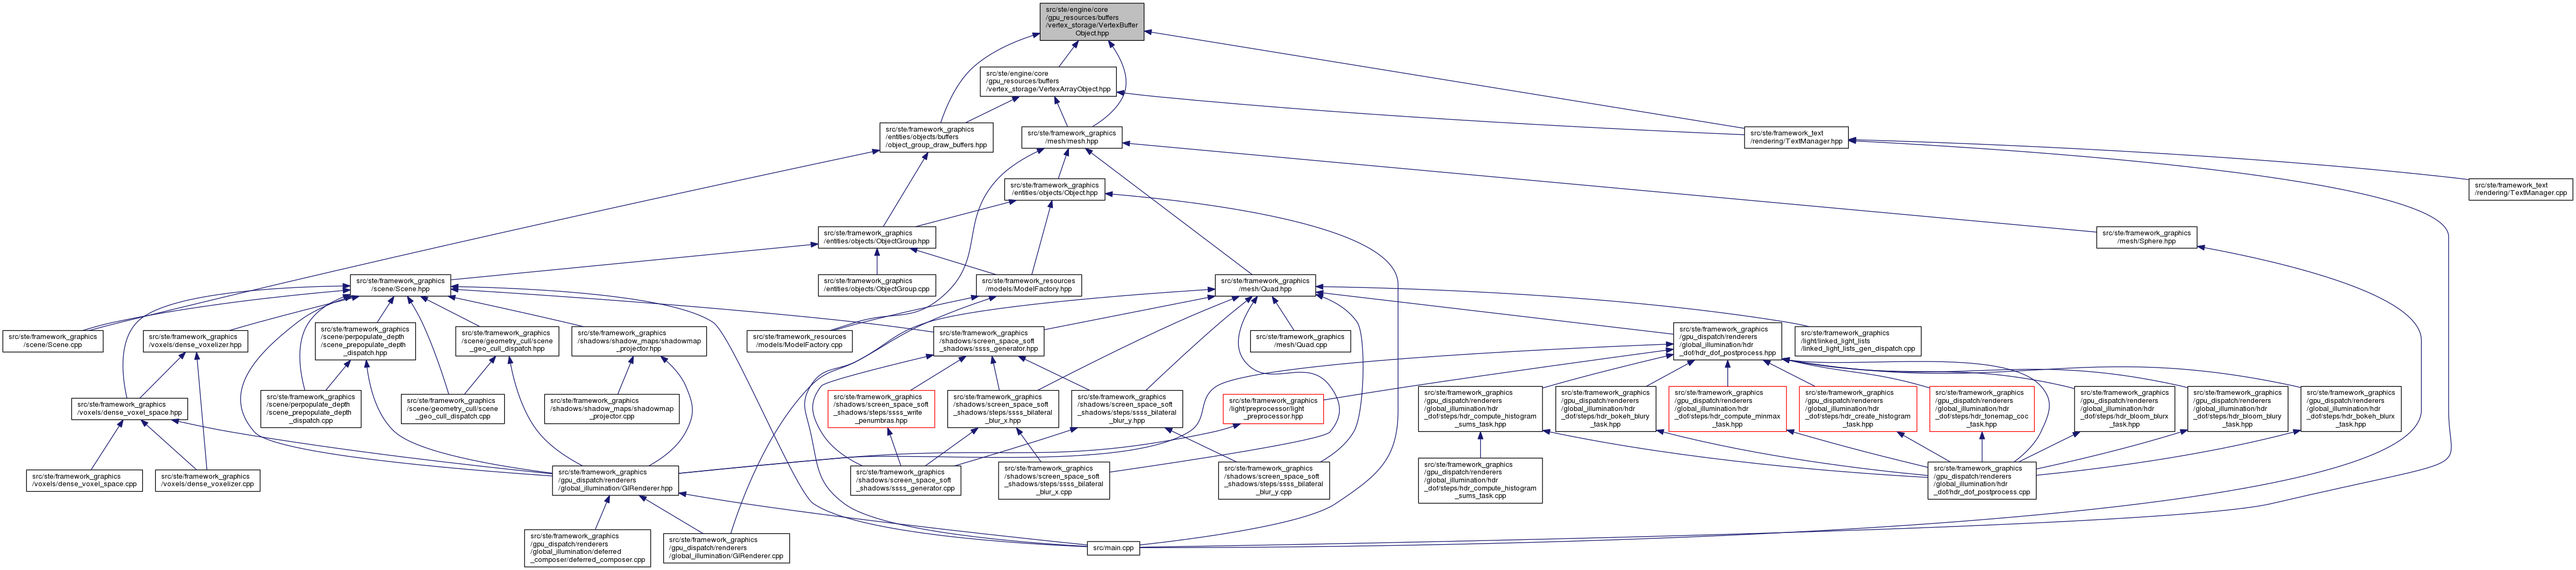 src/ste/engine/core
/gpu_resources/buffers
/vertex_storage/VertexBuffer
Object.hpp
src/ste/engine/core
/gpu_resources/buffers
/vertex_storage/VertexArrayObject.hpp
src/ste/framework_graphics
/entities/objects/buffers
/object_group_draw_buffers.hpp
src/ste/framework_graphics
/mesh/mesh.hpp
src/ste/framework_text
/rendering/TextManager.hpp
src/ste/framework_graphics
/entities/objects/Object.hpp
src/ste/framework_text
/rendering/TextManager.cpp
src/ste/framework_graphics
/entities/objects/ObjectGroup.hpp
src/ste/framework_graphics
/mesh/Sphere.hpp
src/ste/framework_graphics
/scene/Scene.hpp
src/ste/framework_graphics
/entities/objects/ObjectGroup.cpp
src/ste/framework_resources
/models/ModelFactory.hpp
src/ste/framework_graphics
/mesh/Quad.hpp
src/ste/framework_graphics
/scene/Scene.cpp
src/ste/framework_graphics
/voxels/dense_voxelizer.hpp
src/ste/framework_graphics
/scene/perpopulate_depth
/scene_prepopulate_depth
_dispatch.hpp
src/ste/framework_graphics
/scene/geometry_cull/scene
_geo_cull_dispatch.hpp
src/ste/framework_graphics
/shadows/shadow_maps/shadowmap
_projector.hpp
src/ste/framework_resources
/models/ModelFactory.cpp
src/ste/framework_graphics
/shadows/screen_space_soft
_shadows/ssss_generator.hpp
src/ste/framework_graphics
/mesh/Quad.cpp
src/ste/framework_graphics
/gpu_dispatch/renderers
/global_illumination/hdr
_dof/hdr_dof_postprocess.hpp
src/ste/framework_graphics
/light/linked_light_lists
/linked_light_lists_gen_dispatch.cpp
src/ste/framework_graphics
/voxels/dense_voxel_space.hpp
src/ste/framework_graphics
/scene/perpopulate_depth
/scene_prepopulate_depth
_dispatch.cpp
src/ste/framework_graphics
/scene/geometry_cull/scene
_geo_cull_dispatch.cpp
src/ste/framework_graphics
/shadows/shadow_maps/shadowmap
_projector.cpp
src/ste/framework_graphics
/shadows/screen_space_soft
_shadows/steps/ssss_write
_penumbras.hpp
src/ste/framework_graphics
/shadows/screen_space_soft
_shadows/steps/ssss_bilateral
_blur_x.hpp
src/ste/framework_graphics
/shadows/screen_space_soft
_shadows/steps/ssss_bilateral
_blur_y.hpp
src/ste/framework_graphics
/light/preprocessor/light
_preprocessor.hpp
src/ste/framework_graphics
/gpu_dispatch/renderers
/global_illumination/hdr
_dof/steps/hdr_compute_histogram
_sums_task.hpp
src/ste/framework_graphics
/gpu_dispatch/renderers
/global_illumination/hdr
_dof/steps/hdr_bokeh_blury
_task.hpp
src/ste/framework_graphics
/gpu_dispatch/renderers
/global_illumination/hdr
_dof/steps/hdr_compute_minmax
_task.hpp
src/ste/framework_graphics
/gpu_dispatch/renderers
/global_illumination/hdr
_dof/steps/hdr_create_histogram
_task.hpp
src/ste/framework_graphics
/gpu_dispatch/renderers
/global_illumination/hdr
_dof/steps/hdr_tonemap_coc
_task.hpp
src/ste/framework_graphics
/gpu_dispatch/renderers
/global_illumination/hdr
_dof/steps/hdr_bloom_blurx
_task.hpp
src/ste/framework_graphics
/gpu_dispatch/renderers
/global_illumination/hdr
_dof/steps/hdr_bloom_blury
_task.hpp
src/ste/framework_graphics
/gpu_dispatch/renderers
/global_illumination/hdr
_dof/steps/hdr_bokeh_blurx
_task.hpp
src/ste/framework_graphics
/voxels/dense_voxel_space.cpp
src/ste/framework_graphics
/voxels/dense_voxelizer.cpp
src/ste/framework_graphics
/gpu_dispatch/renderers
/global_illumination/GIRenderer.hpp
src/ste/framework_graphics
/shadows/screen_space_soft
_shadows/ssss_generator.cpp
src/ste/framework_graphics
/shadows/screen_space_soft
_shadows/steps/ssss_bilateral
_blur_x.cpp
src/ste/framework_graphics
/shadows/screen_space_soft
_shadows/steps/ssss_bilateral
_blur_y.cpp
src/ste/framework_graphics
/gpu_dispatch/renderers
/global_illumination/hdr
_dof/steps/hdr_compute_histogram
_sums_task.cpp
src/ste/framework_graphics
/gpu_dispatch/renderers
/global_illumination/hdr
_dof/hdr_dof_postprocess.cpp
src/ste/framework_graphics
/gpu_dispatch/renderers
/global_illumination/deferred
_composer/deferred_composer.cpp
src/ste/framework_graphics
/gpu_dispatch/renderers
/global_illumination/GIRenderer.cpp
src/main.cpp